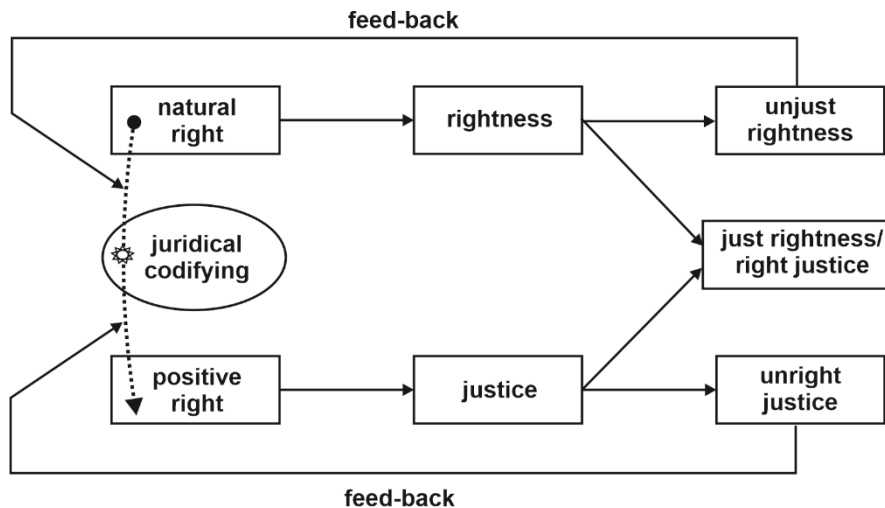 feed-back
natural
right
rightness
unjust
rightness
juridical
codifying
just rightness/
right justice
positive
right
justice
unright
justice
feed-back